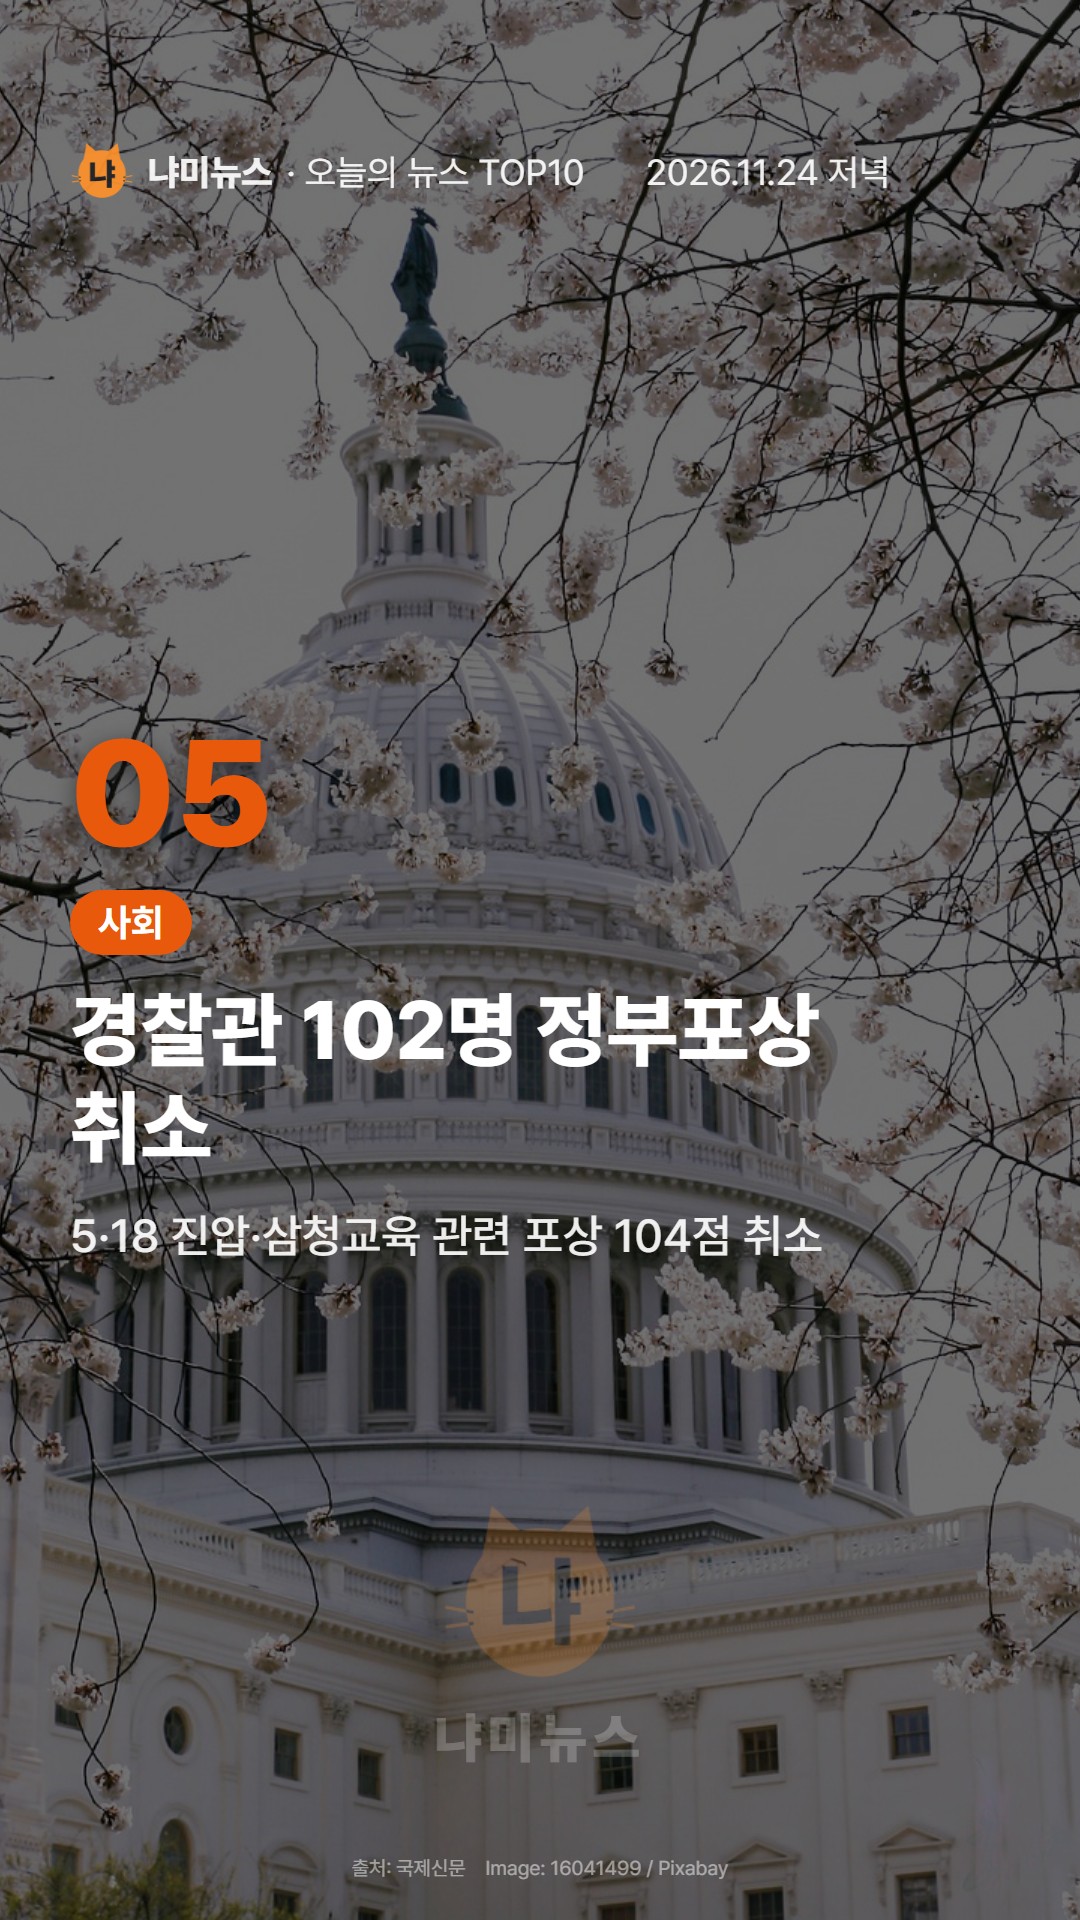 냐 냐미뉴스 · 오늘의 뉴스 TOP10 2026.11.24 저녁
05
사회
경찰관 102명 정부포상
취소
5·18 진압·삼청교육 관련 포상 104점 취소
냐
냐미뉴스
출처: 국제신문 Image: 16041499 / Pixabay